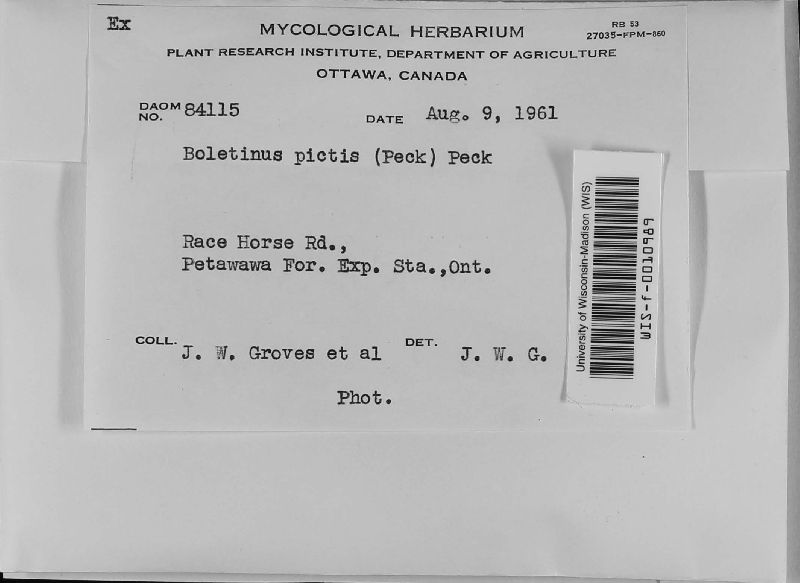 Ex
MYCOLOGICAL HERBARIUM
RB 53
27035-FPM-860
PLANT RESEARCH INSTITUTE, DEPARTMENT OF AGRICULTURE
OTTAWA, CANADA
DAOM NO. 84115
DATE Aug. 9, 1961
Boletinus pictis (Peck) Peck
Race Horse Rd.,
Petawawa For. Exp. Sta.,Ont.
COLL. J. W. Groves et al
DET. J. W. G.
Phot.
University of Wisconsin-Madison (WIS)
WIS-f-0010989